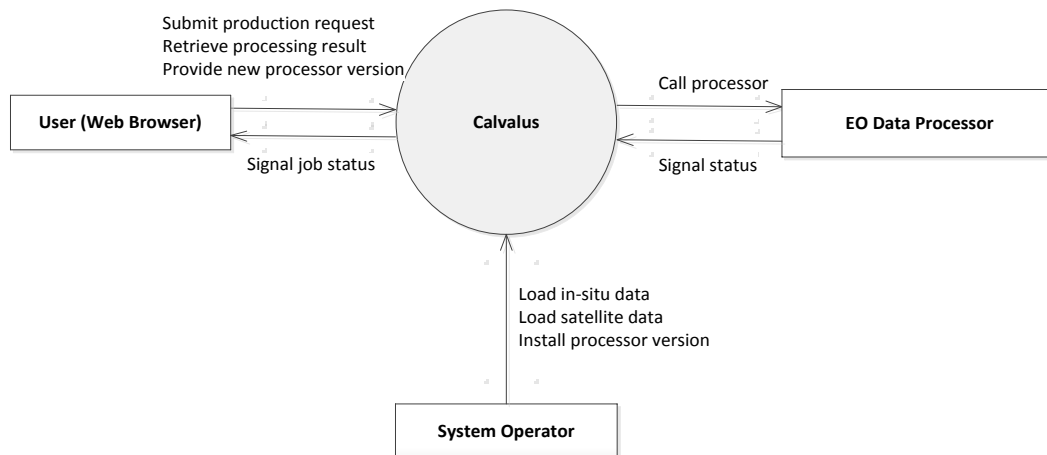 Submit production request
Retrieve processing result
Provide new processor version
User (Web Browser)
Signal job status
Calvalus
Call processor
EO Data Processor
Signal status
Load in-situ data
Load satellite data
Install processor version
System Operator